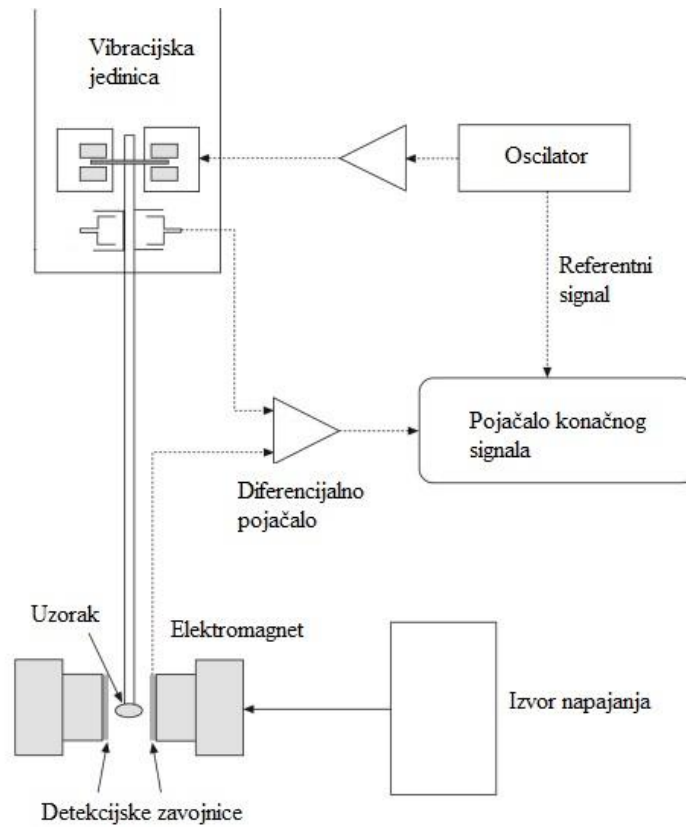 Vibracijska
jedinica
Oscilator
Referentni
signal
Pojačalo konačnog
signala
Diferencijalno
pojačalo
Uzorak
Elektromagnet
Izvor napajanja
Detekcijske zavojnice